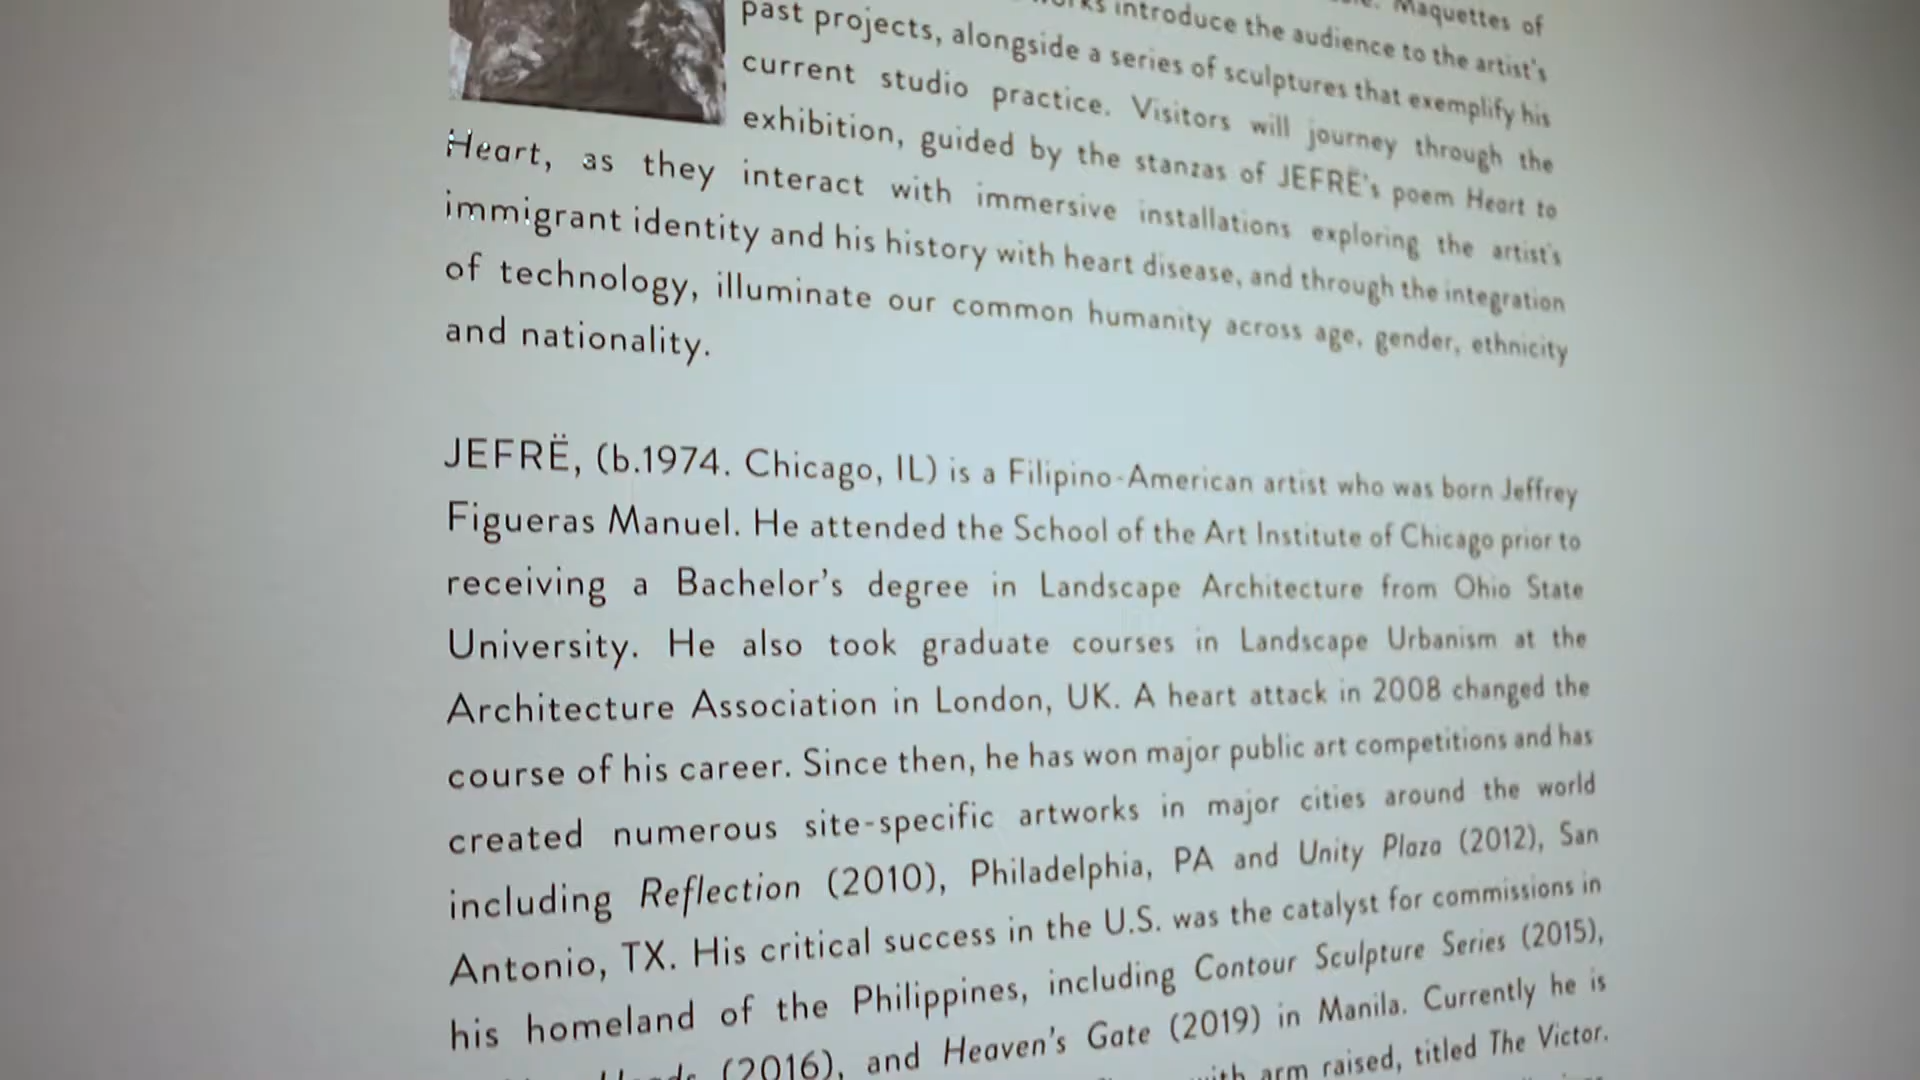 Maquettes of
introduce the audience to the artist's
past projects, alongside a series of sculptures that exemplify his
current studio practice. Visitors will journey through the
exhibition, guided by the stanzas of JEFRË's poem Heart to
Heart, as they interact with immersive installations exploring the artist's
immigrant identity and his history with heart disease, and through the integration
of technology, illuminate our common humanity across age, gender, ethnicity
and nationality.
JEFRË, (b.1974. Chicago, IL) is a Filipino-American artist who was born Jeffrey
Figueras Manuel. He attended the School of the Art Institute of Chicago prior to
receiving a Bachelor's degree in Landscape Architecture from Ohio State
University. He also took graduate courses in Landscape Urbanism at the
Architecture Association in London, UK. A heart attack in 2008 changed the
course of his career. Since then, he has won major public art competitions and has
created numerous site-specific artworks in major cities around the world
including Reflection (2010), Philadelphia, PA and Unity Plaza (2012), San
Antonio, TX. His critical success in the U.S. was the catalyst for commissions in
his homeland of the Philippines, including Contour Sculpture Series (2015),
(2016), and Heaven's Gate (2019) in Manila. Currently he is
with arm raised, titled The Victor.